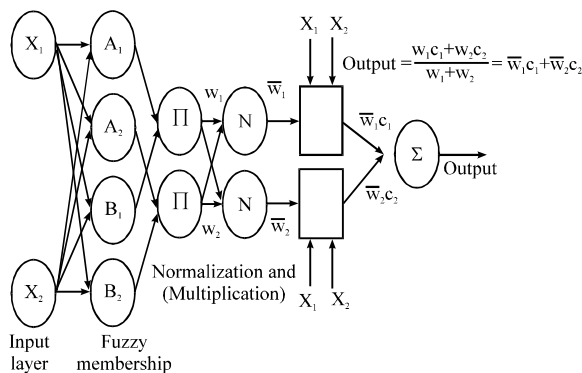 X₁
A₁
A₂
B₁
B₂
X₂
Π
Π
w₁
w₂
N
N
w̅₁
w̅₂
X₁ X₂
Output = w₁c₁+w₂c₂ / w₁+w₂ = w̅₁c₁+w̅₂c₂
w̅₁c₁
w̅₂c₂
Σ
Output
X₁ X₂
Normalization and
(Multiplication)
Input
layer
Fuzzy
membership